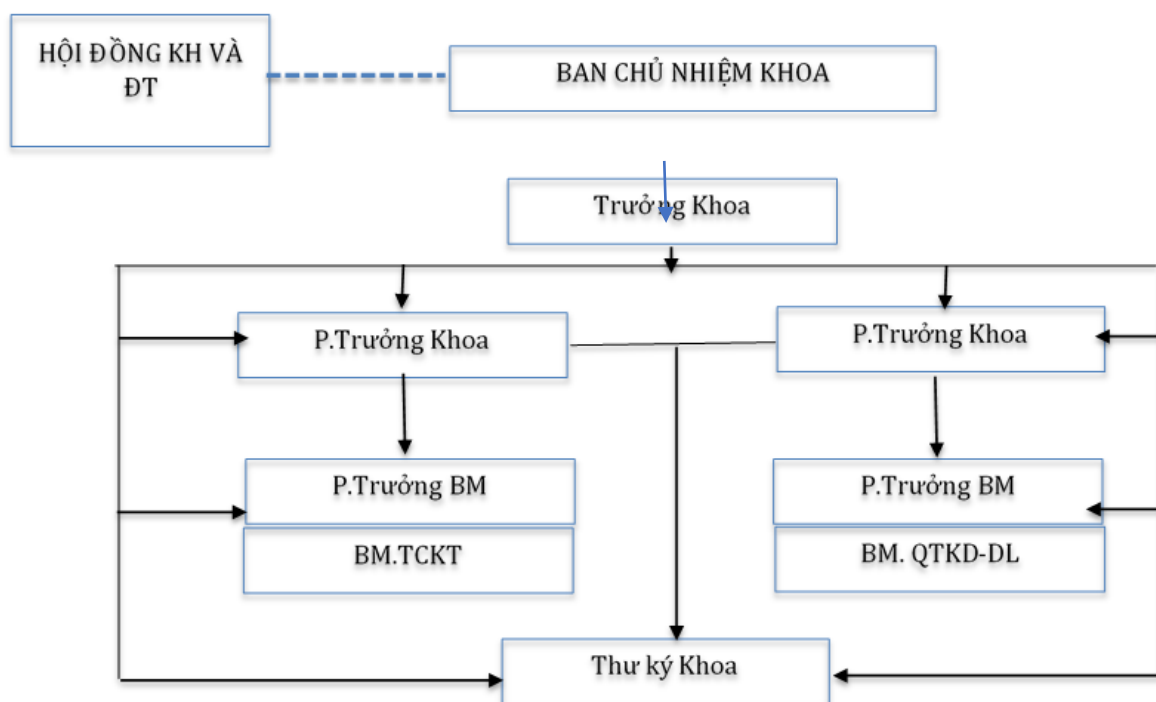 HỘI ĐỒNG KH VÀ
ĐT
BAN CHỦ NHIỆM KHOA
Trưởng Khoa
P.Trưởng Khoa
P.Trưởng Khoa
P.Trưởng BM
P.Trưởng BM
BM.TCKT
BM. QTKD-DL
Thư ký Khoa